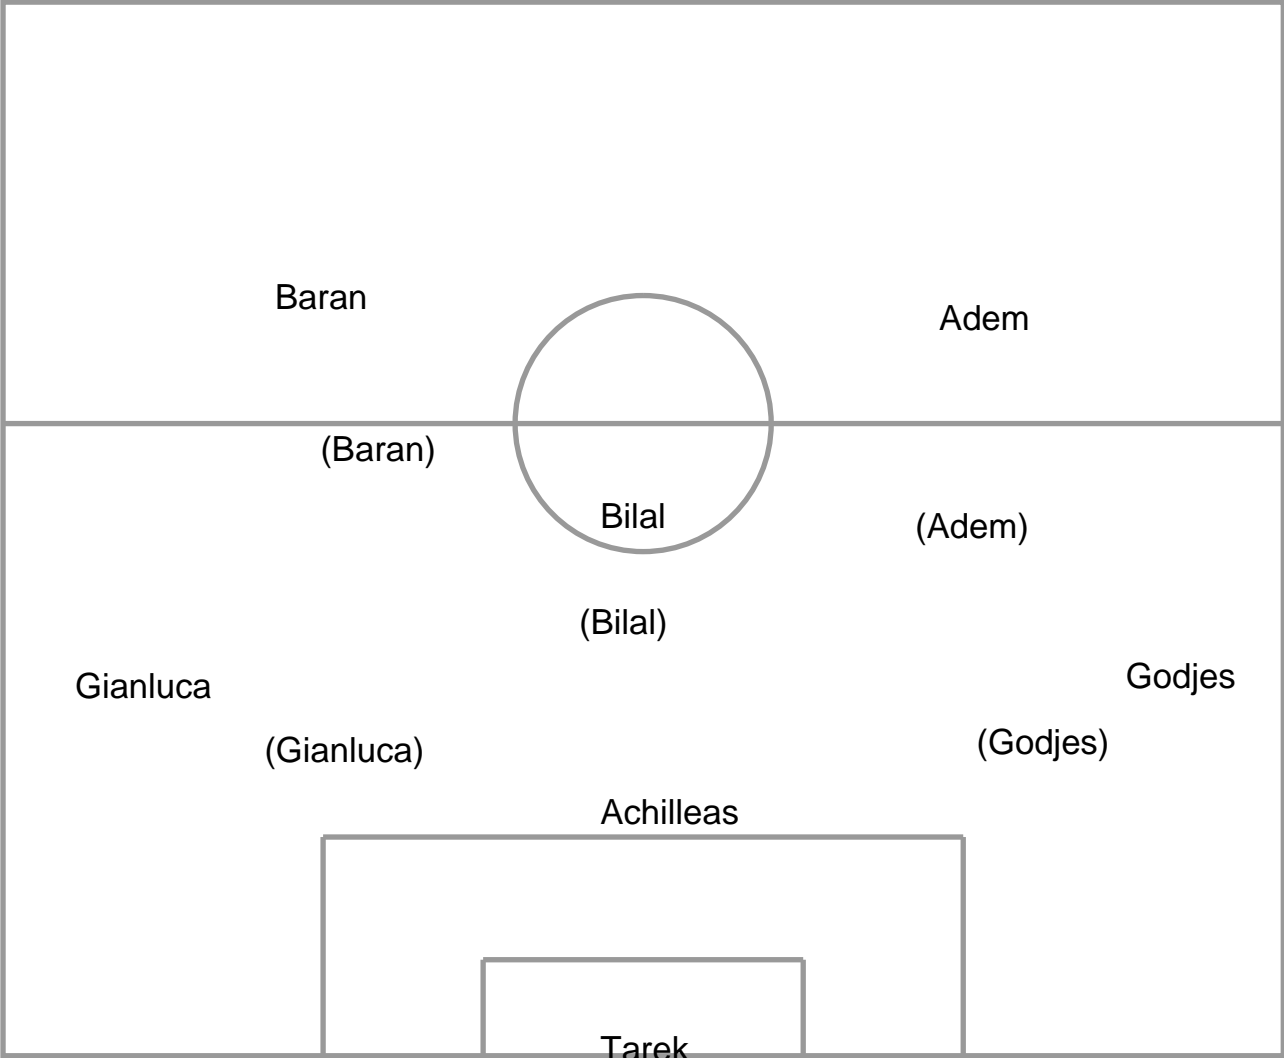 Baran
Adem
(Baran)
Bilal
(Adem)
(Bilal)
Gianluca
Godjes
(Gianluca)
(Godjes)
Achilleas
Tarek